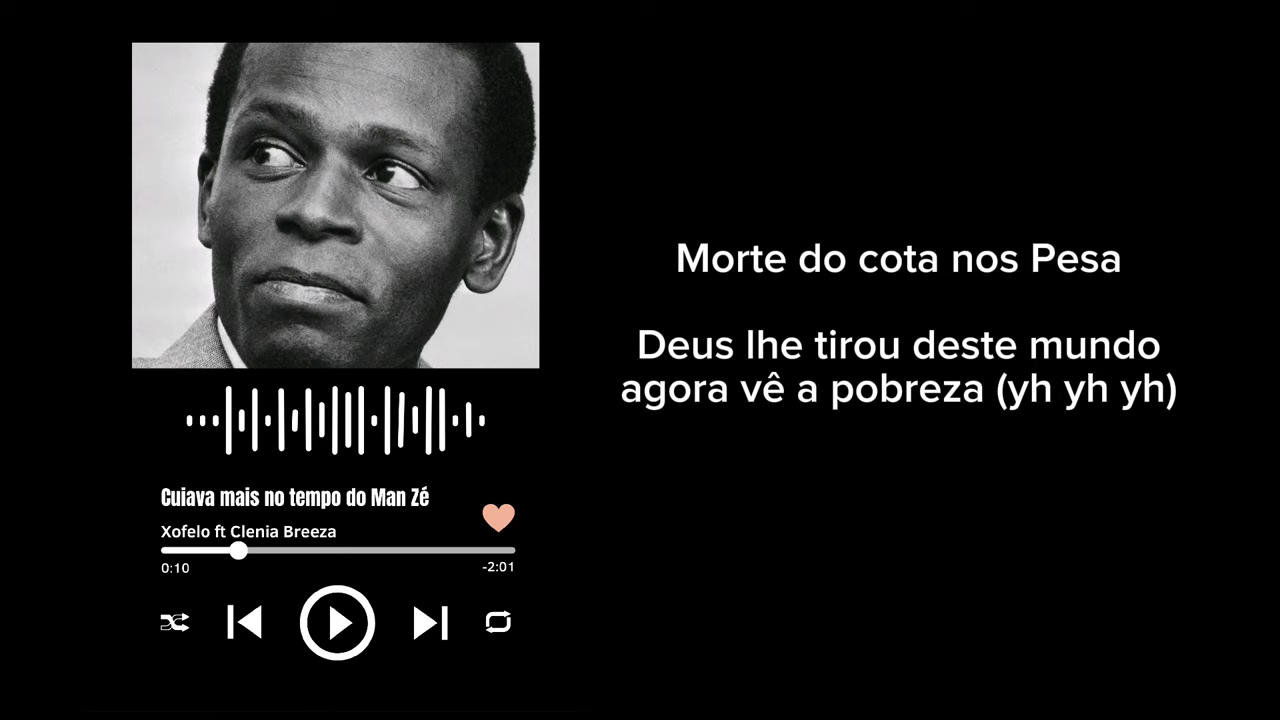 Morte do cota nos Pesa
Deus lhe tirou deste mundo
agora vê a pobreza (yh yh yh)
Cuiava mais no tempo do Man Zé
Xofelo ft Clenia Breeza
0:10
-2:01